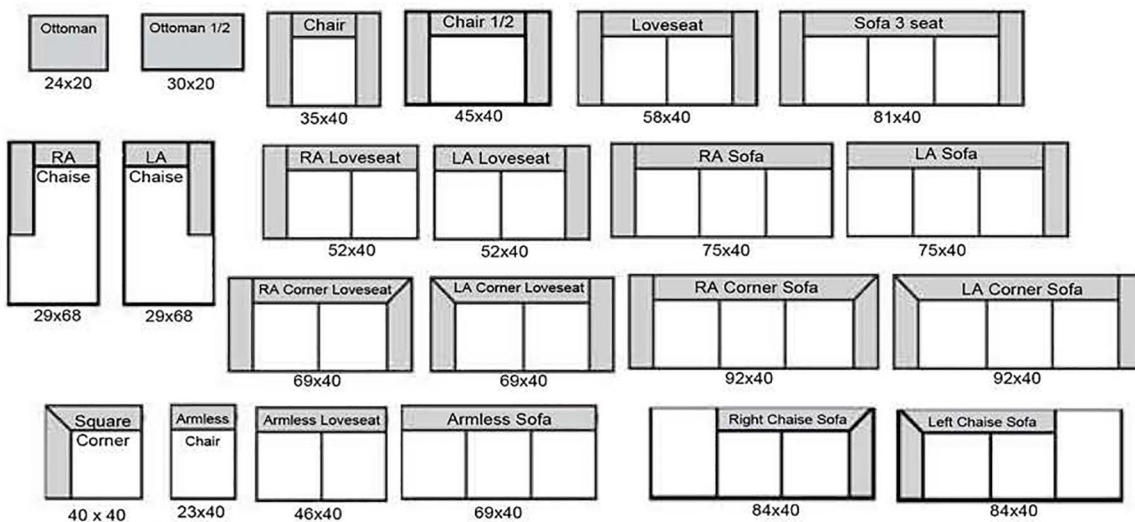 Ottoman
24x20
Ottoman 1/2
30x20
Chair
35x40
Chair 1/2
45x40
Loveseat
58x40
Sofa 3 seat
81x40
RA
Chaise
29x68
LA
Chaise
29x68
RA Loveseat
52x40
LA Loveseat
52x40
RA Sofa
75x40
LA Sofa
75x40
RA Corner Loveseat
69x40
LA Corner Loveseat
69x40
RA Corner Sofa
92x40
LA Corner Sofa
92x40
Square
Corner
40 x 40
Armless
Chair
23x40
Armless Loveseat
46x40
Armless Sofa
69x40
Right Chaise Sofa
84x40
Left Chaise Sofa
84x40